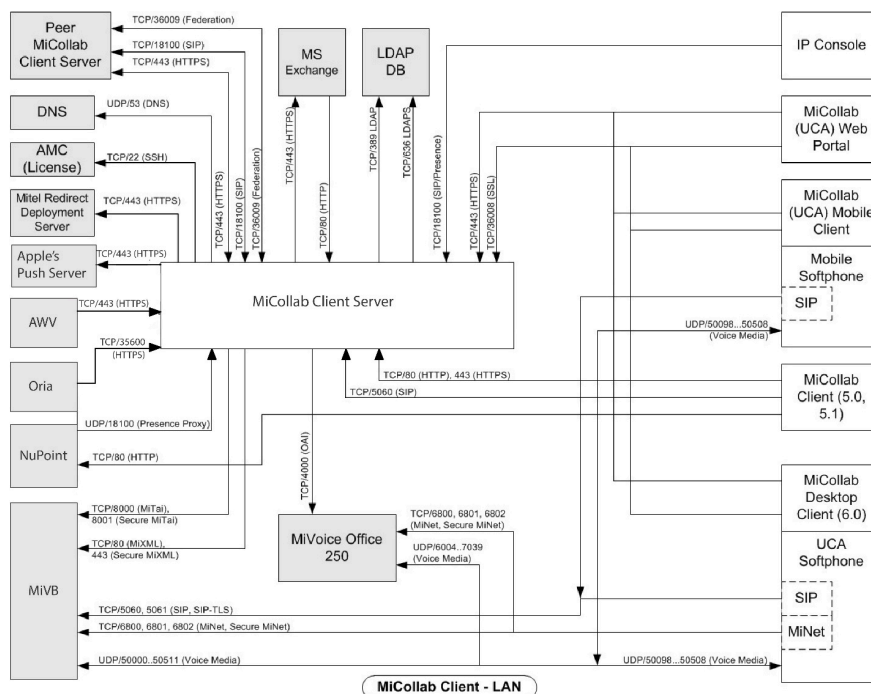 Peer
MiCollab
Client Server
TCP/36009 (Federation)
TCP/18100 (SIP)
TCP/443 (HTTPS)
DNS
UDP/53 (DNS)
AMC
(License)
TCP/22 (SSH)
Mitel Redirect
Deployment
Server
TCP/443 (HTTPS)
Apple's
Push Server
TCP/443 (HTTPS)
AWV
TCP/443 (HTTPS)
Oria
TCP/35600
(HTTPS)
NuPoint
UDP/18100 (Presence Proxy)
TCP/80 (HTTP)
MiVB
TCP/8000 (MiTai),
8001 (Secure MiTai)
TCP/80 (MiXML),
443 (Secure MiXML)
TCP/5060, 5061 (SIP, SIP-TLS)
TCP/6800, 6801, 6802 (MiNet, Secure MiNet)
UDP/50000..50511 (Voice Media)
TCP/443 (HTTPS)
TCP/18100 (SIP)
TCP/36009 (Federation)
MS
Exchange
TCP/443 (HTTPS)
TCP/80 (HTTP)
LDAP
DB
TCP/389 LDAP
TCP/636 LDAPS
TCP/18100 (SIP/Presence)
TCP/443 (HTTPS)
TCP/36008 (SSL)
MiCollab Client Server
TCP/4000 (OAI)
MiVoice Office
250
TCP/80 (HTTP), 443 (HTTPS)
TCP/5060 (SIP)
TCP/6800, 6801, 6802
(MiNet, Secure MiNet)
UDP/6004..7039
(Voice Media)
IP Console
MiCollab
(UCA) Web
Portal
MiCollab
(UCA) Mobile
Client
Mobile
Softphone
SIP
UDP/50098...50508
(Voice Media)
MiCollab
Client (5.0,
5.1)
MiCollab
Desktop
Client (6.0)
UCA
Softphone
SIP
MiNet
UDP/50098...50508 (Voice Media)
MiCollab Client - LAN